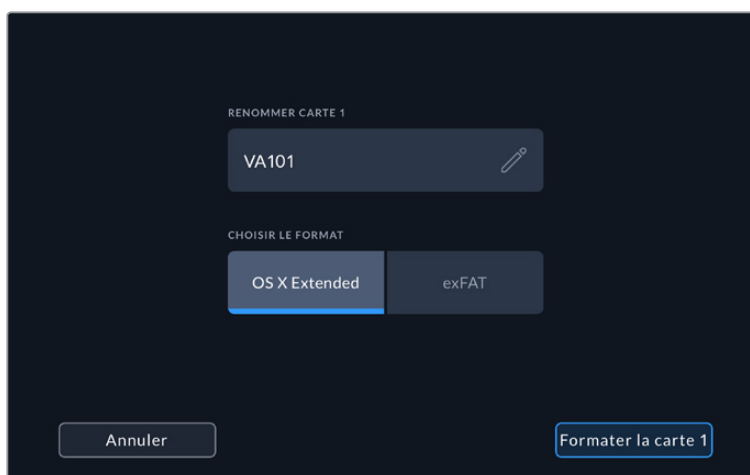 RENOMMER CARTE 1
VA101
CHOISIR LE FORMAT
OS X Extended exFAT
Annuler Formater la carte 1